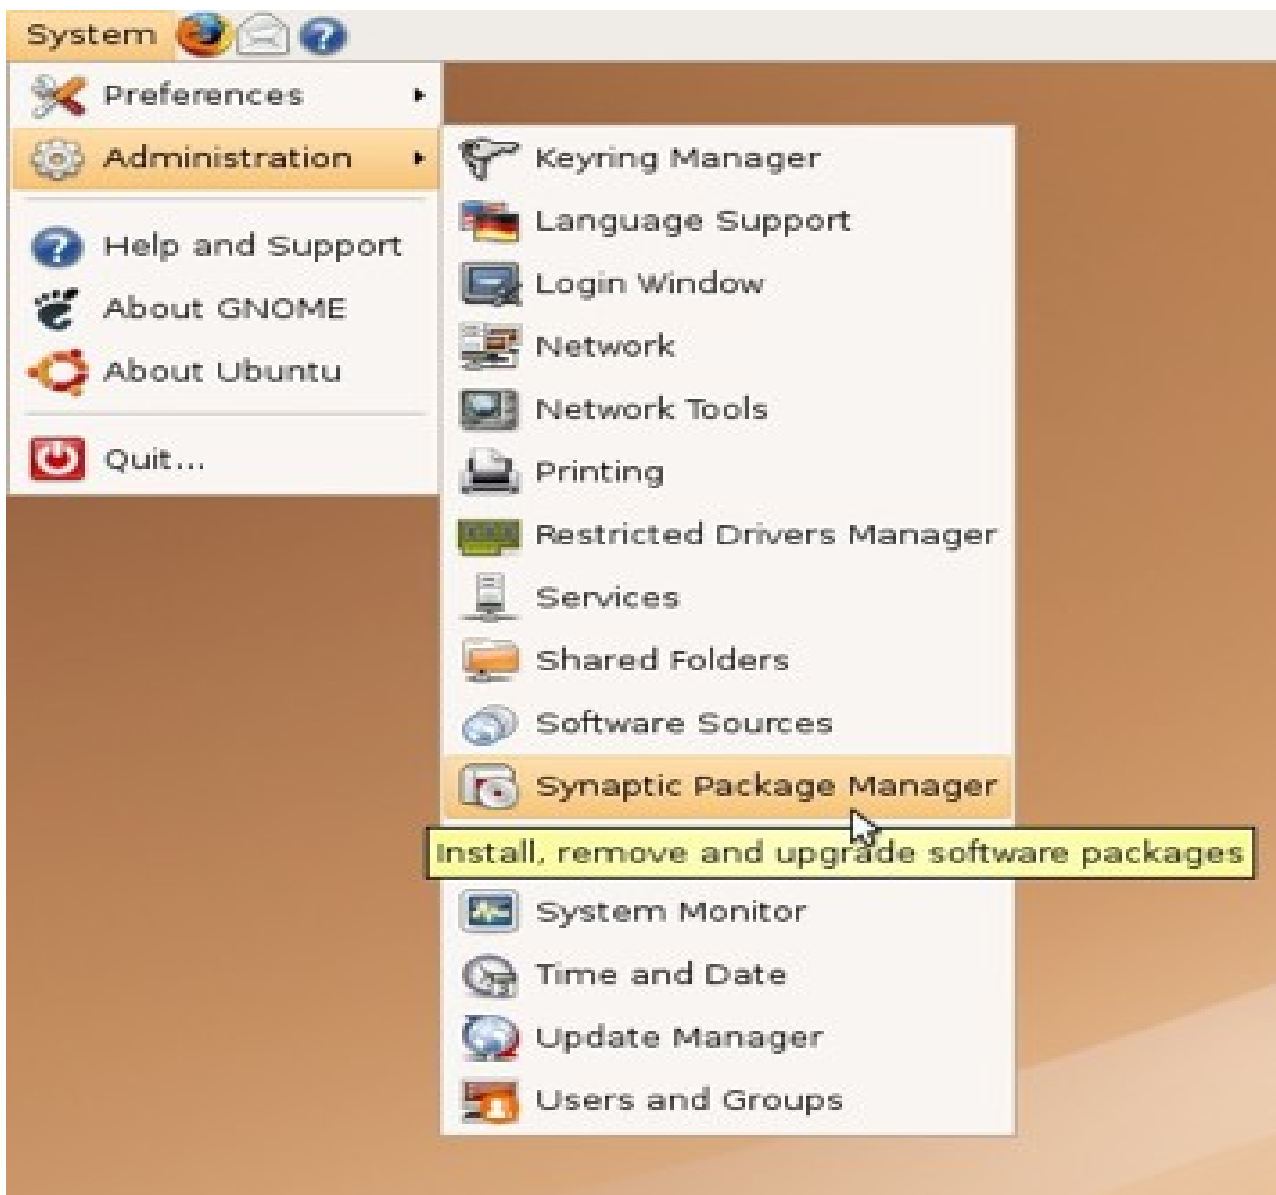 System
Preferences
Administration
Help and Support
About GNOME
About Ubuntu
Quit...
Keyring Manager
Language Support
Login Window
Network
Network Tools
Printing
Restricted Drivers Manager
Services
Shared Folders
Software Sources
Synaptic Package Manager
Install, remove and upgrade software packages
System Monitor
Time and Date
Update Manager
Users and Groups